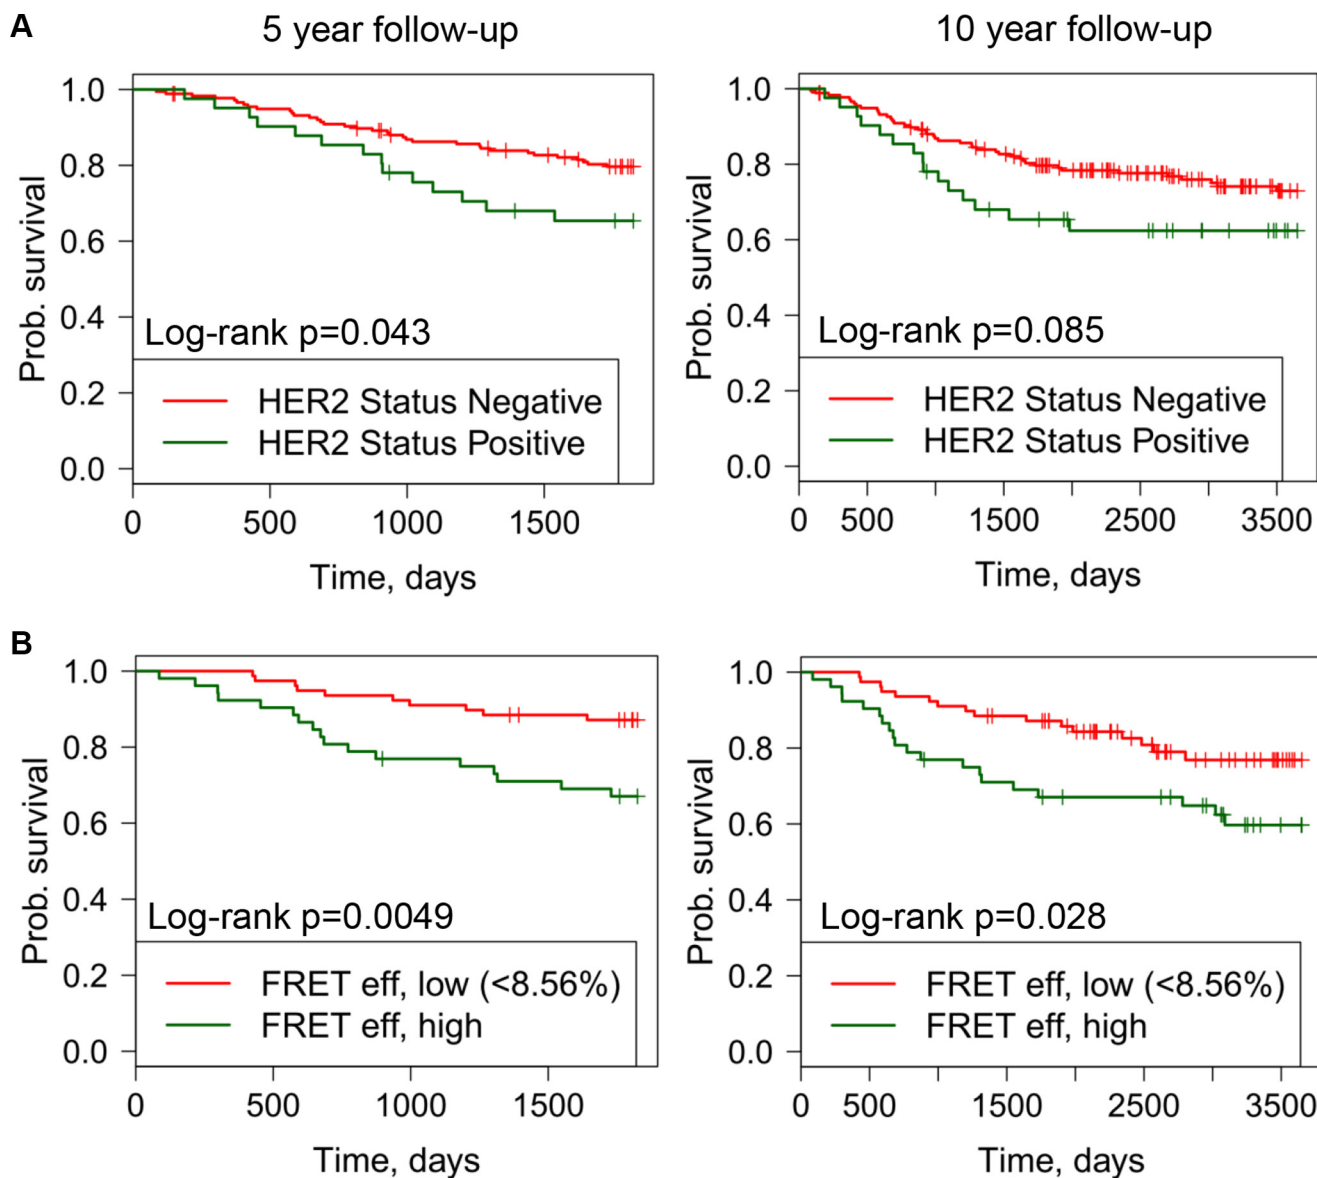 A
5 year follow-up
10 year follow-up
Prob. survival
1.0
0.8
0.6
0.4
0.2
0.0
Log-rank p=0.043
HER2 Status Negative
HER2 Status Positive
0 500 1000 1500
Time, days
Prob. survival
1.0
0.8
0.6
0.4
0.2
0.0
Log-rank p=0.085
HER2 Status Negative
HER2 Status Positive
0 500 1500 2500 3500
Time, days
B
Prob. survival
1.0
0.8
0.6
0.4
0.2
0.0
Log-rank p=0.0049
FRET eff, low (<8.56%)
FRET eff, high
0 500 1000 1500
Time, days
Prob. survival
1.0
0.8
0.6
0.4
0.2
0.0
Log-rank p=0.028
FRET eff, low (<8.56%)
FRET eff, high
0 500 1500 2500 3500
Time, days